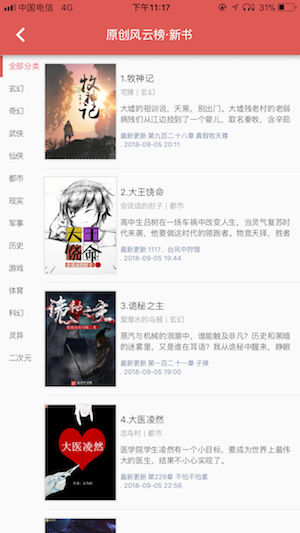 中国电信 4G
下午11:17
31%
原创风云榜·新书
全部分类
玄幻
奇幻
武侠
仙侠
都市
现实
军事
历史
游戏
体育
科幻
灵异
二次元
牧神记
1.牧神记
宅猪 | 玄幻
大墟的祖训说，天黑，别出门。大墟残老村的老弱
病残们从江边捡到了一个婴儿，取名秦牧，含辛茹
最新更新 第九百二十八章 真假牧天尊
- 2018-09-05 20:11
大王饶命
2.大王饶命
会说话的肘子 | 都市
高中生吕树在一场车祸中改变人生，当灵气复苏时
代来袭，他要做这时代的领跑者。物竞天择，胜者
最新更新 1117、台风中狩猎
- 2018-09-05 22:54
诡秘之主
3.诡秘之主
爱潜水的乌贼 | 玄幻
蒸汽与机械的浪潮中，谁能触及非凡？历史和黑暗
的迷雾里，又是谁在耳语？我从诡秘中醒来，睁眼
最新更新 第一百二十一章 子弹
- 2018-09-05 19:00
大医凌然
4.大医凌然
志鸟村 | 都市
医学院学生凌然有一个小目标，要成为世界上最伟
大的医生，结果不小心实现了。
最新更新 第229章 不怕不怕累
- 2018-09-05 22:56